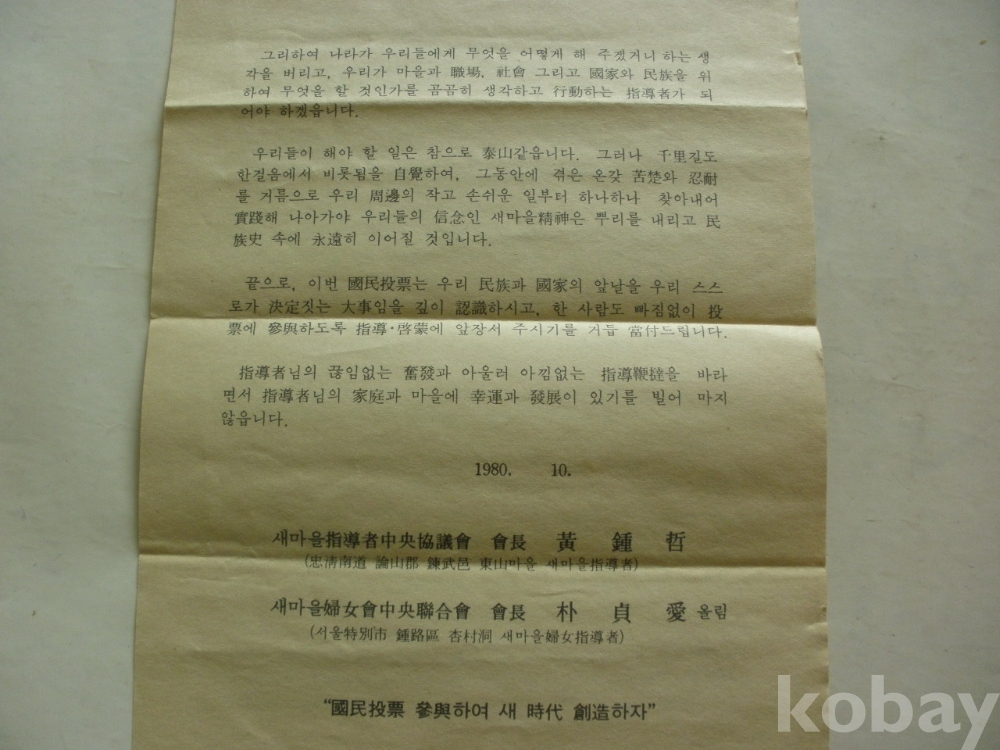 그리하여 나라가 우리들에게 무엇을 어떻게 해 주겠거니 하는 생
각을 버리고, 우리가 마을과 職場, 社會 그리고 國家와 民族을 위
하여 무엇을 할 것인가를 곰곰히 생각하고 行動하는 指導者가 되
어야 하겠읍니다.
우리들이 해야 할 일은 참으로 泰山같읍니다. 그러나 千里길도
한걸음에서 비롯됨을 自覺하여, 그동안에 겪은 온갖 苦楚와 忍耐
를 거름으로 우리 周邊의 작고 손쉬운 일부터 하나하나 찾아내어
實踐해 나아가야 우리들의 信念인 새마을精神은 뿌리를 내리고 民
族史 속에 永遠히 이어질 것입니다.
끝으로, 이번 國民投票는 우리 民族과 國家의 앞날을 우리 스스
로가 決定짓는 大事임을 깊이 認識하시고, 한 사람도 빠짐없이 投
票에 參與하도록 指導·啓蒙에 앞장서 주시기를 거듭 當付드립니다.
指導者님의 끊임없는 奮發과 아울러 아낌없는 指導鞭撻을 바라
면서 指導者님의 家庭과 마을에 幸運과 發展이 있기를 빌어 마지
않읍니다.
1980. 10.
새마을指導者中央協議會 會長 黃鍾哲
(忠淸南道 論山郡 鍊武邑 東山마을 새마을指導者)
새마을婦女會中央聯合會 會長 朴貞愛 올림
(서울特別市 鍾路區 杏村洞 새마을婦女指導者)
“國民投票 參與하여 새 時代 創造하자”
kobay